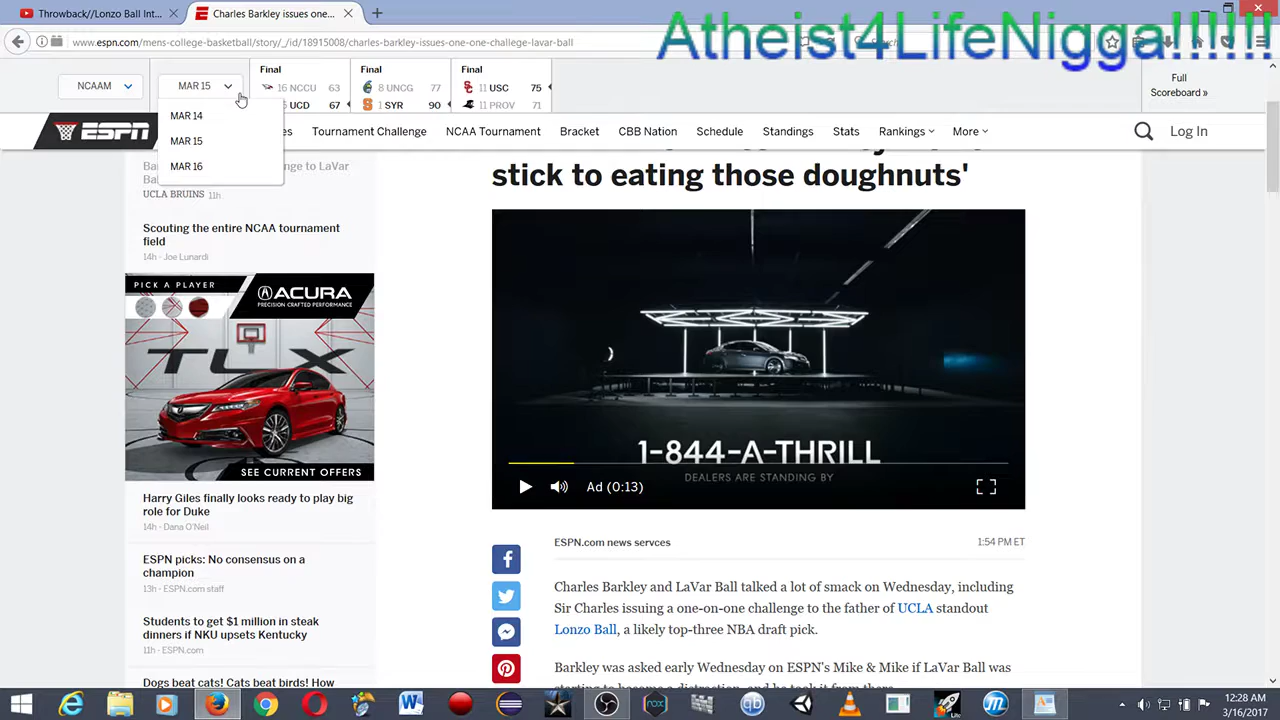 Throwback//Lonzo Ball Int...
Charles Barkley issues one...
Atheist4LifeNigga!!!!!!!
www.espn.com/mens-college-basketball/story/_/id/18915008/charles-barkley-issues-one-one-challege-lavar-ball
NCAAM
MAR 15
MAR 14
MAR 15
MAR 16
Final
16 NCCU 63
UCD 67
Final
8 UNCG 77
1 SYR 90
Final
11 USC 75
11 PROV 71
Full
Scoreboard »
ESPN
Tournament Challenge
NCAA Tournament
Bracket
CBB Nation
Schedule
Standings
Stats
Rankings
More
Log In
UCLA BRUINS 11h
Scouting the entire NCAA tournament
field
14h - Joe Lunardi
PICK A PLAYER
ACURA
PRECISION CRAFTED PERFORMANCE
TLX
SEE CURRENT OFFERS
Harry Giles finally looks ready to play big
role for Duke
14h - Dana O'Neil
ESPN picks: No consensus on a
champion
13h - ESPN.com staff
Students to get $1 million in steak
dinners if NKU upsets Kentucky
11h - ESPN.com
Dogs beat cats! Cats beat birds! How
stick to eating those doughnuts'
1-844-A-THRILL
DEALERS ARE STANDING BY
Ad (0:13)
ESPN.com news servces
1:54 PM ET
Charles Barkley and LaVar Ball talked a lot of smack on Wednesday, including
Sir Charles issuing a one-on-one challenge to the father of UCLA standout
Lonzo Ball, a likely top-three NBA draft pick.
Barkley was asked early Wednesday on ESPN's Mike & Mike if LaVar Ball was
12:28 AM
3/16/2017